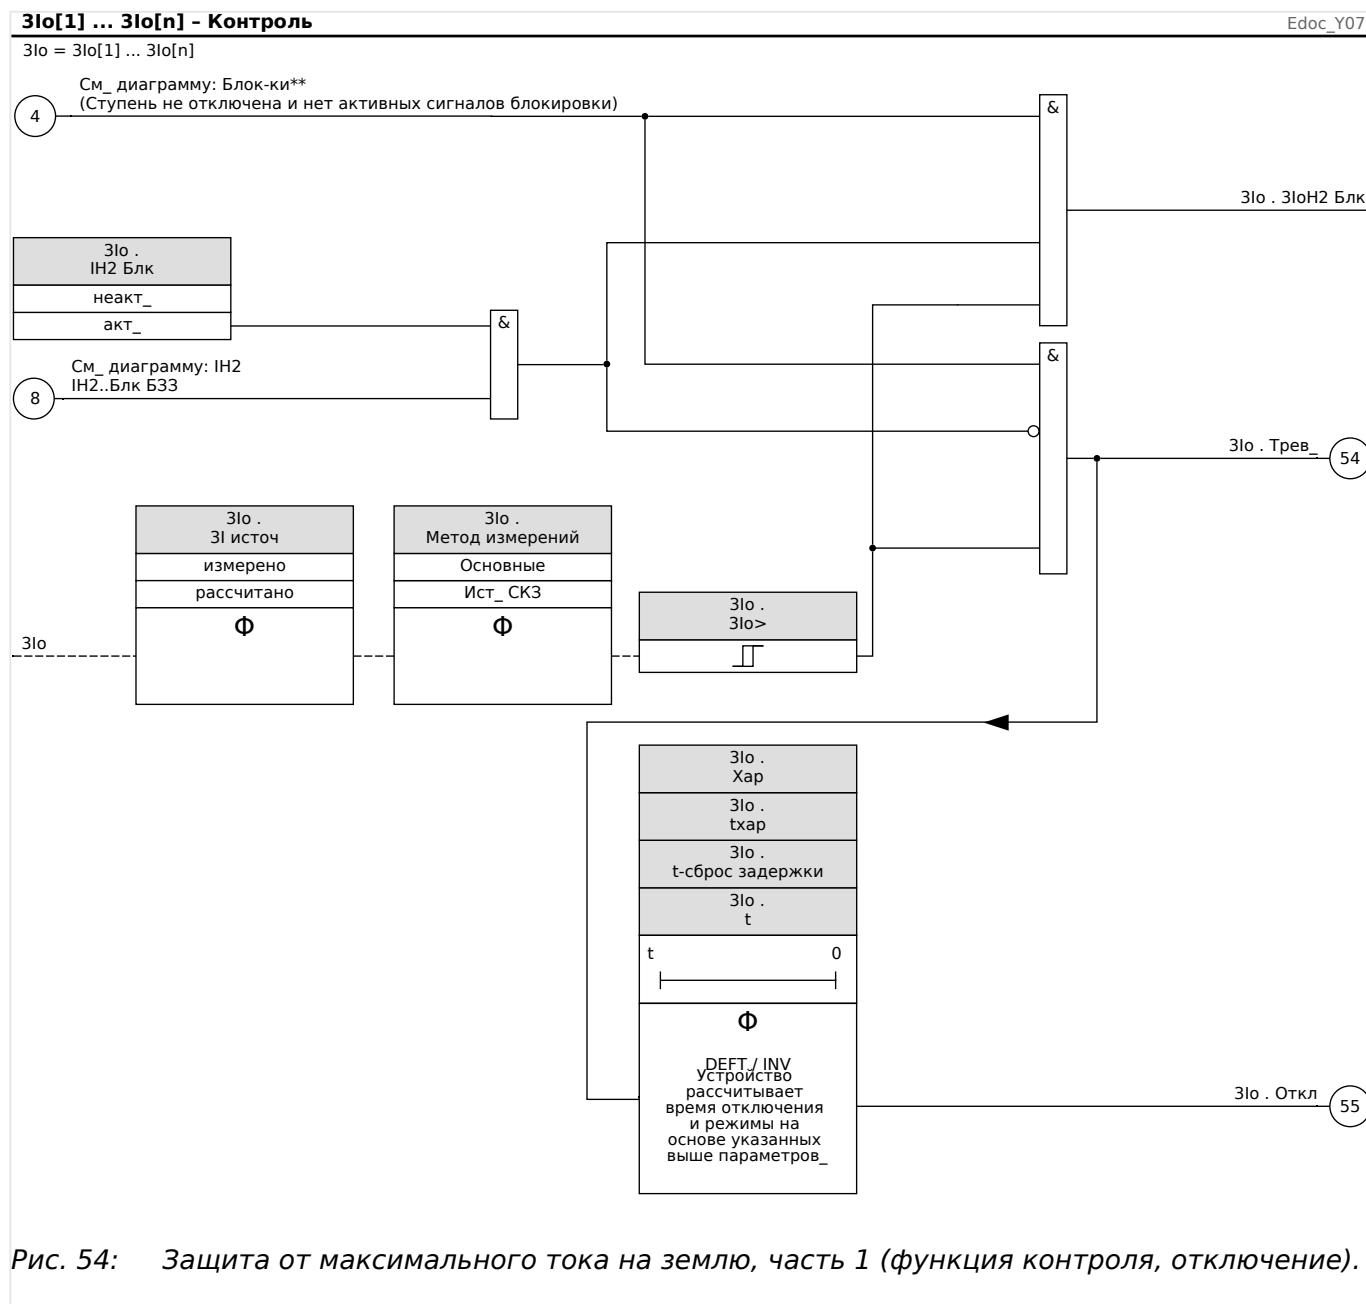 3Io[1] ... 3Io[n] – Контроль
Edoc_Y07
3Io = 3Io[1] ... 3Io[n]
См_ диаграмму: Блок-ки**
(Ступень не отключена и нет активных сигналов блокировки)
4
&
3Io . 3IoH2 Блк
3Io .
IH2 Блк
неакт_
акт_
&
&
См_ диаграмму: IH2
IH2..Блк БЗЗ
8
3Io . Трев_
54
3Io .
3I источ
измерено
рассчитано
Φ
3Io .
Метод измерений
Основные
Ист_ СКЗ
Φ
3Io .
3Io>
3Io
3Io .
Хар
3Io .
tхар
3Io .
t-сброс задержки
3Io .
t
t 0
Φ
DEFT / INV
Устройство
рассчитывает
время отключения
и режимы на
основе указанных
выше параметров_
3Io . Откл
55
Рис. 54: Защита от максимального тока на землю, часть 1 (функция контроля, отключение).